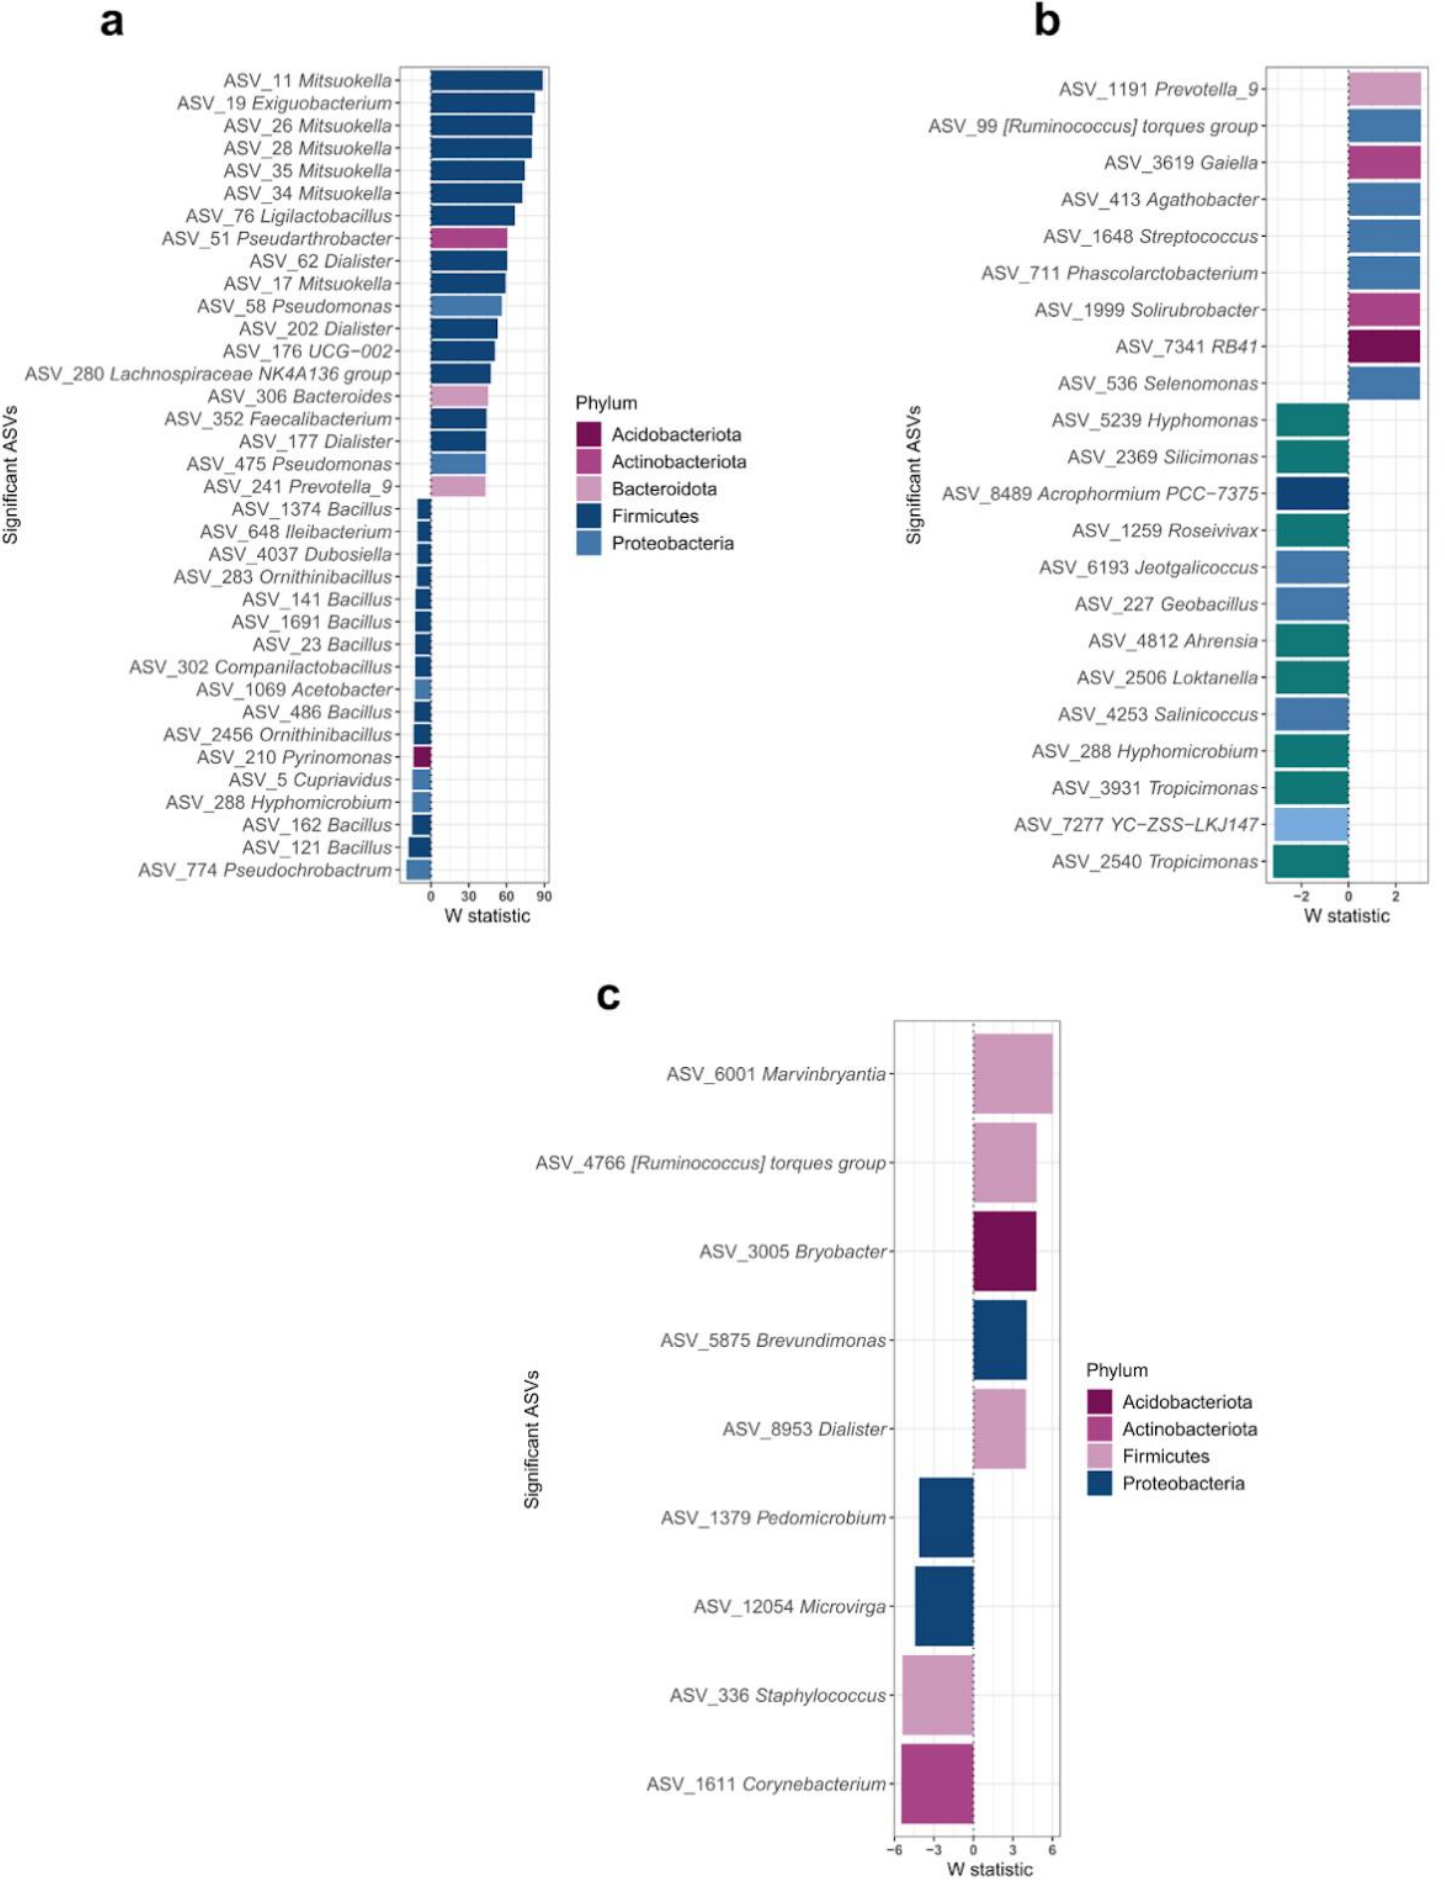 a
ASV_11 Mitsuokella
ASV_19 Exiguobacterium
ASV_26 Mitsuokella
ASV_28 Mitsuokella
ASV_35 Mitsuokella
ASV_34 Mitsuokella
ASV_76 Ligilactobacillus
ASV_51 Pseudarthrobacter
ASV_62 Dialister
ASV_17 Mitsuokella
ASV_58 Pseudomonas
ASV_202 Dialister
ASV_176 UCG−002
ASV_280 Lachnospiraceae NK4A136 group
ASV_306 Bacteroides
ASV_352 Faecalibacterium
ASV_177 Dialister
ASV_475 Pseudomonas
ASV_241 Prevotella_9
ASV_1374 Bacillus
ASV_648 Ileibacterium
ASV_4037 Dubosiella
ASV_283 Ornithinibacillus
ASV_141 Bacillus
ASV_1691 Bacillus
ASV_23 Bacillus
ASV_302 Companilactobacillus
ASV_1069 Acetobacter
ASV_486 Bacillus
ASV_2456 Ornithinibacillus
ASV_210 Pyrinomonas
ASV_5 Cupriavidus
ASV_288 Hyphomicrobium
ASV_162 Bacillus
ASV_121 Bacillus
ASV_774 Pseudochrobactrum
Significant ASVs
0 30 60 90
W statistic
Phylum
Acidobacteriota
Actinobacteriota
Bacteroidota
Firmicutes
Proteobacteria
b
ASV_1191 Prevotella_9
ASV_99 [Ruminococcus] torques group
ASV_3619 Gaiella
ASV_413 Agathobacter
ASV_1648 Streptococcus
ASV_711 Phascolarctobacterium
ASV_1999 Solirubrobacter
ASV_7341 RB41
ASV_536 Selenomonas
ASV_5239 Hyphomonas
ASV_2369 Silicimonas
ASV_8489 Acrophormium PCC−7375
ASV_1259 Roseivivax
ASV_6193 Jeotgalicoccus
ASV_227 Geobacillus
ASV_4812 Ahrensia
ASV_2506 Loktanella
ASV_4253 Salinicoccus
ASV_288 Hyphomicrobium
ASV_3931 Tropicimonas
ASV_7277 YC−ZSS−LKJ147
ASV_2540 Tropicimonas
Significant ASVs
−2 0 2
W statistic
c
ASV_6001 Marvinbryantia
ASV_4766 [Ruminococcus] torques group
ASV_3005 Bryobacter
ASV_5875 Brevundimonas
ASV_8953 Dialister
ASV_1379 Pedomicrobium
ASV_12054 Microvirga
ASV_336 Staphylococcus
ASV_1611 Corynebacterium
Significant ASVs
−6 −3 0 3 6
W statistic
Phylum
Acidobacteriota
Actinobacteriota
Firmicutes
Proteobacteria